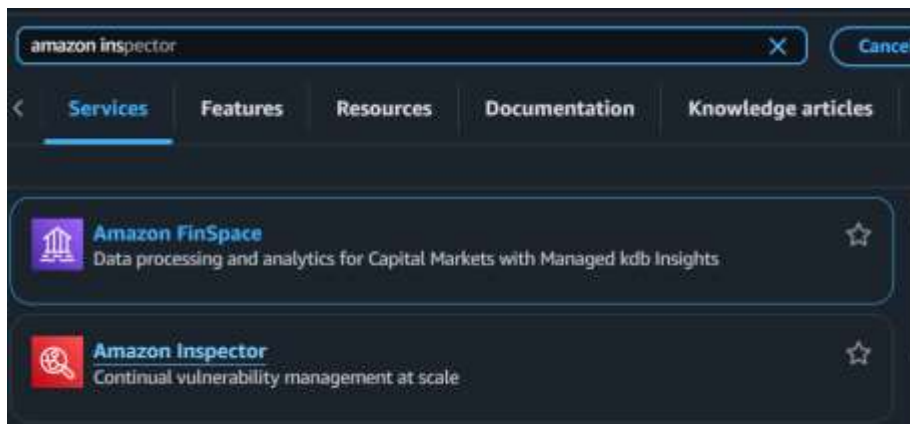 amazon inspector
Cance
Services Features Resources Documentation Knowledge articles
Amazon FinSpace
Data processing and analytics for Capital Markets with Managed kdb Insights
Amazon Inspector
Continual vulnerability management at scale